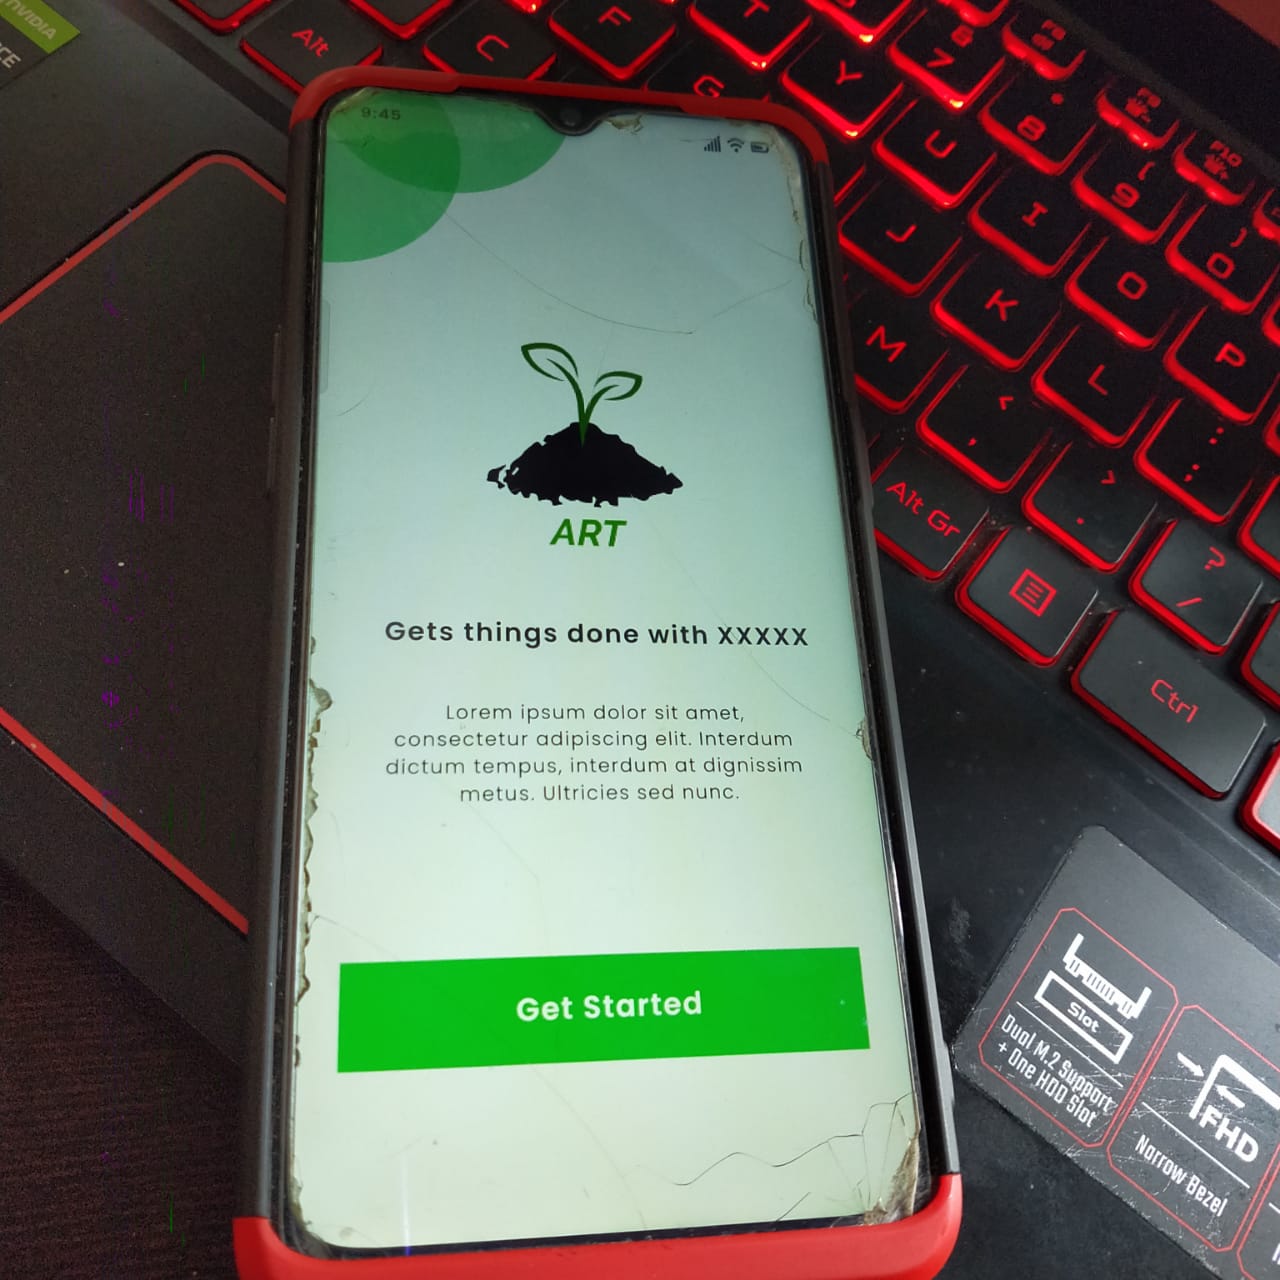 NVIDIA
CE
Alt
C
F
G
T
Y
&
7
U
J
M
*
8
I
K
<
,
(
9
O
L
>
.
)
0
P
:
;
?
/
F10
Alt Gr
Ctrl
9:45
ART
Gets things done with XXXXX
Lorem ipsum dolor sit amet,
consectetur adipiscing elit. Interdum
dictum tempus, interdum at dignissim
metus. Ultricies sed nunc.
Get Started
Slot
Dual M.2 Support
+ One HDD Slot
FHD
Narrow Bezel